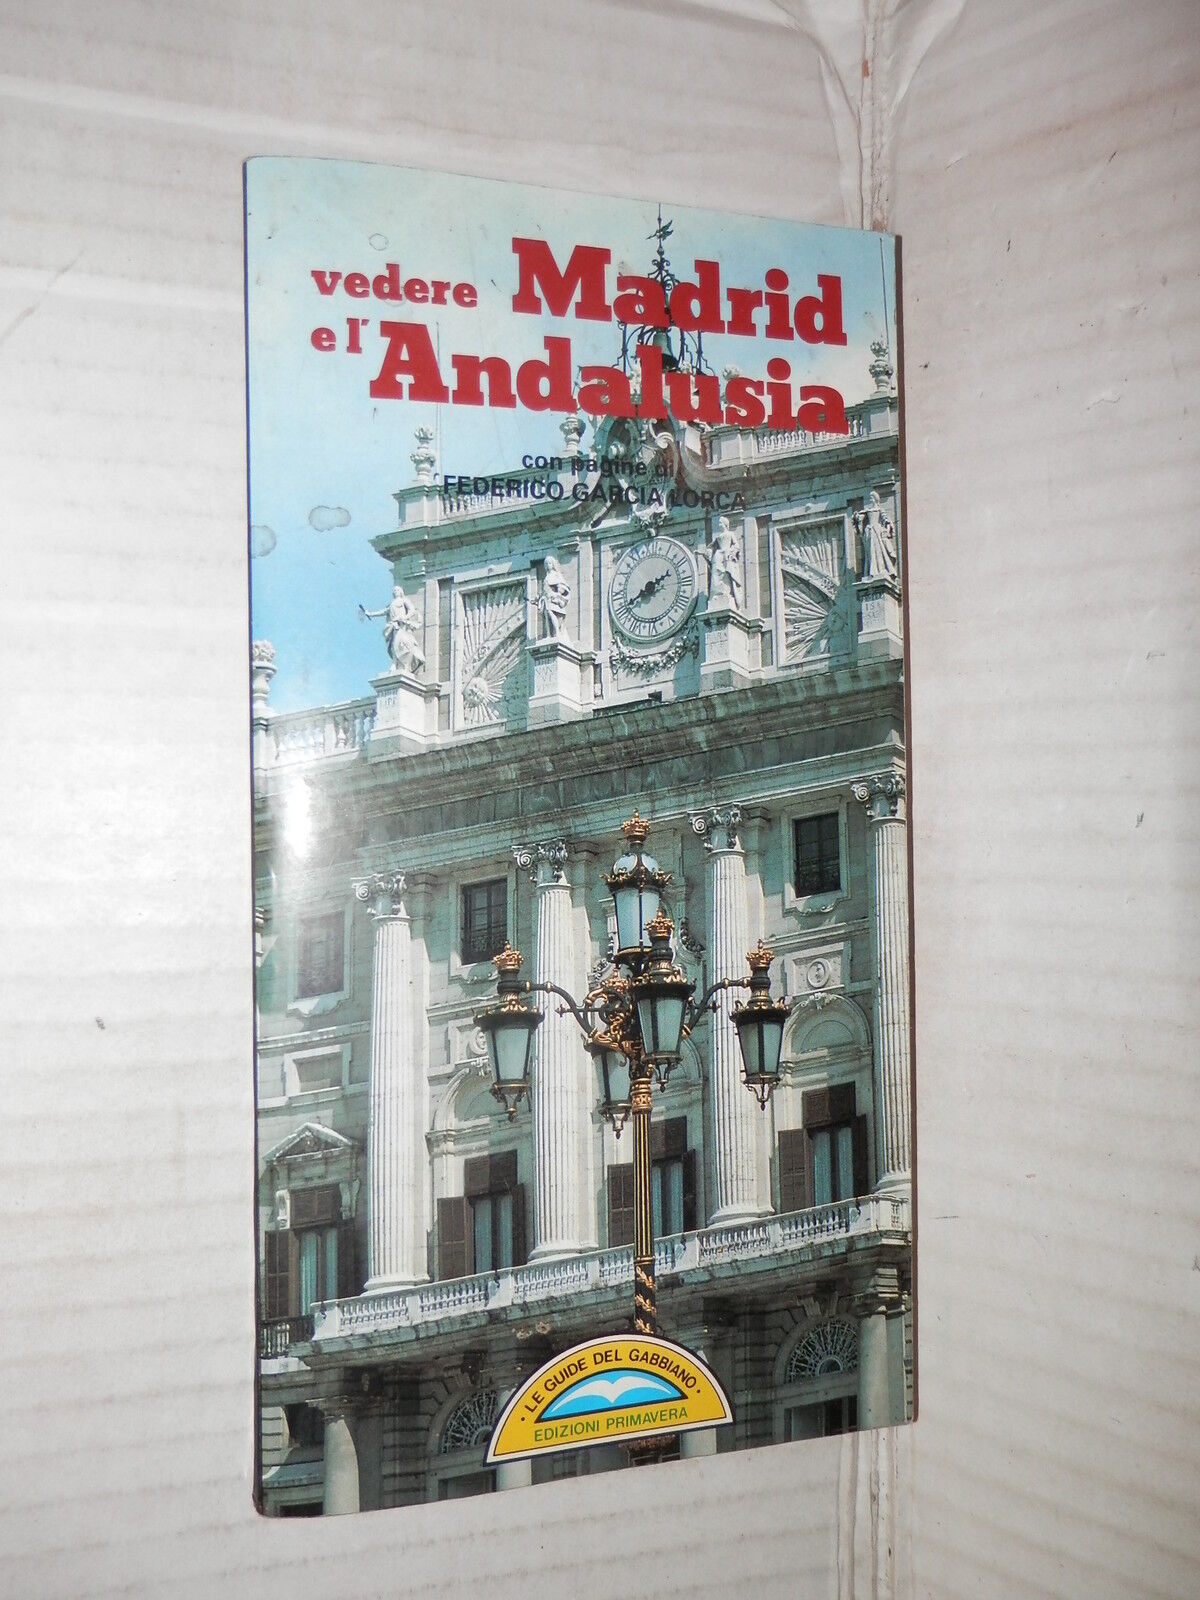 vedere Madrid
e l'Andalusia
con pagine di
FEDERICO GARCIA LORCA
• LE GUIDE DEL GABBIANO •
EDIZIONI PRIMAVERA